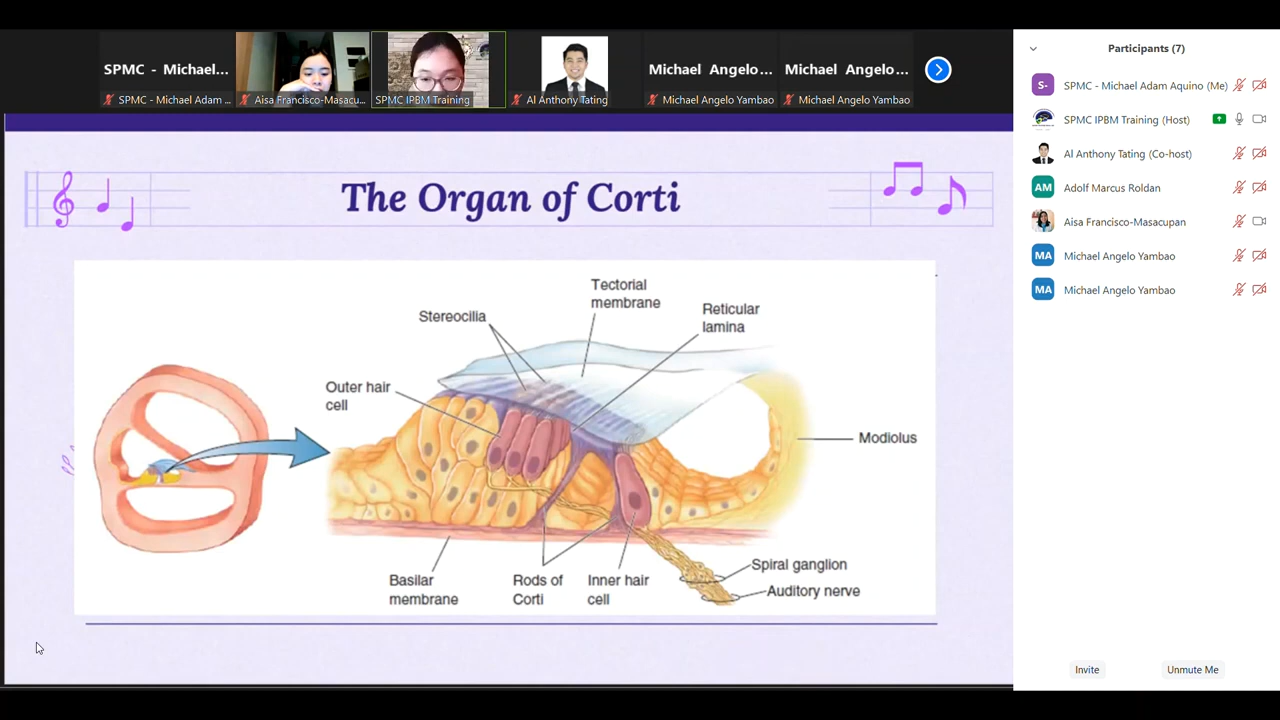 SPMC - Michael...
SPMC - Michael Adam ...
Aisa Francisco-Masacu...
SPMC IPBM Training
Al Anthony Tating
Michael Angelo...
Michael Angelo Yambao
Michael Angelo...
Michael Angelo Yambao
The Organ of Corti
Tectorial
membrane
Reticular
lamina
Stereocilia
Outer hair
cell
Modiolus
Basilar
membrane
Rods of
Corti
Inner hair
cell
Spiral ganglion
Auditory nerve
Participants (7)
S- SPMC - Michael Adam Aquino (Me)
SPMC IPBM Training (Host)
Al Anthony Tating (Co-host)
AM Adolf Marcus Roldan
Aisa Francisco-Masacupan
MA Michael Angelo Yambao
MA Michael Angelo Yambao
Invite
Unmute Me